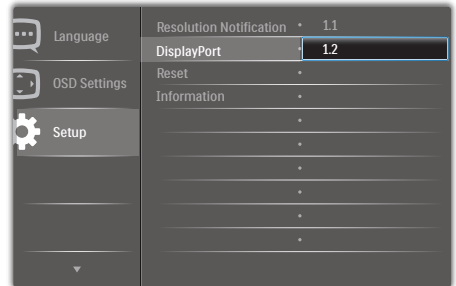 Language
OSD Settings
Setup
Resolution Notification • 1.1
DisplayPort • 1.2
Reset •
Information •
•
•
•
•
•
•